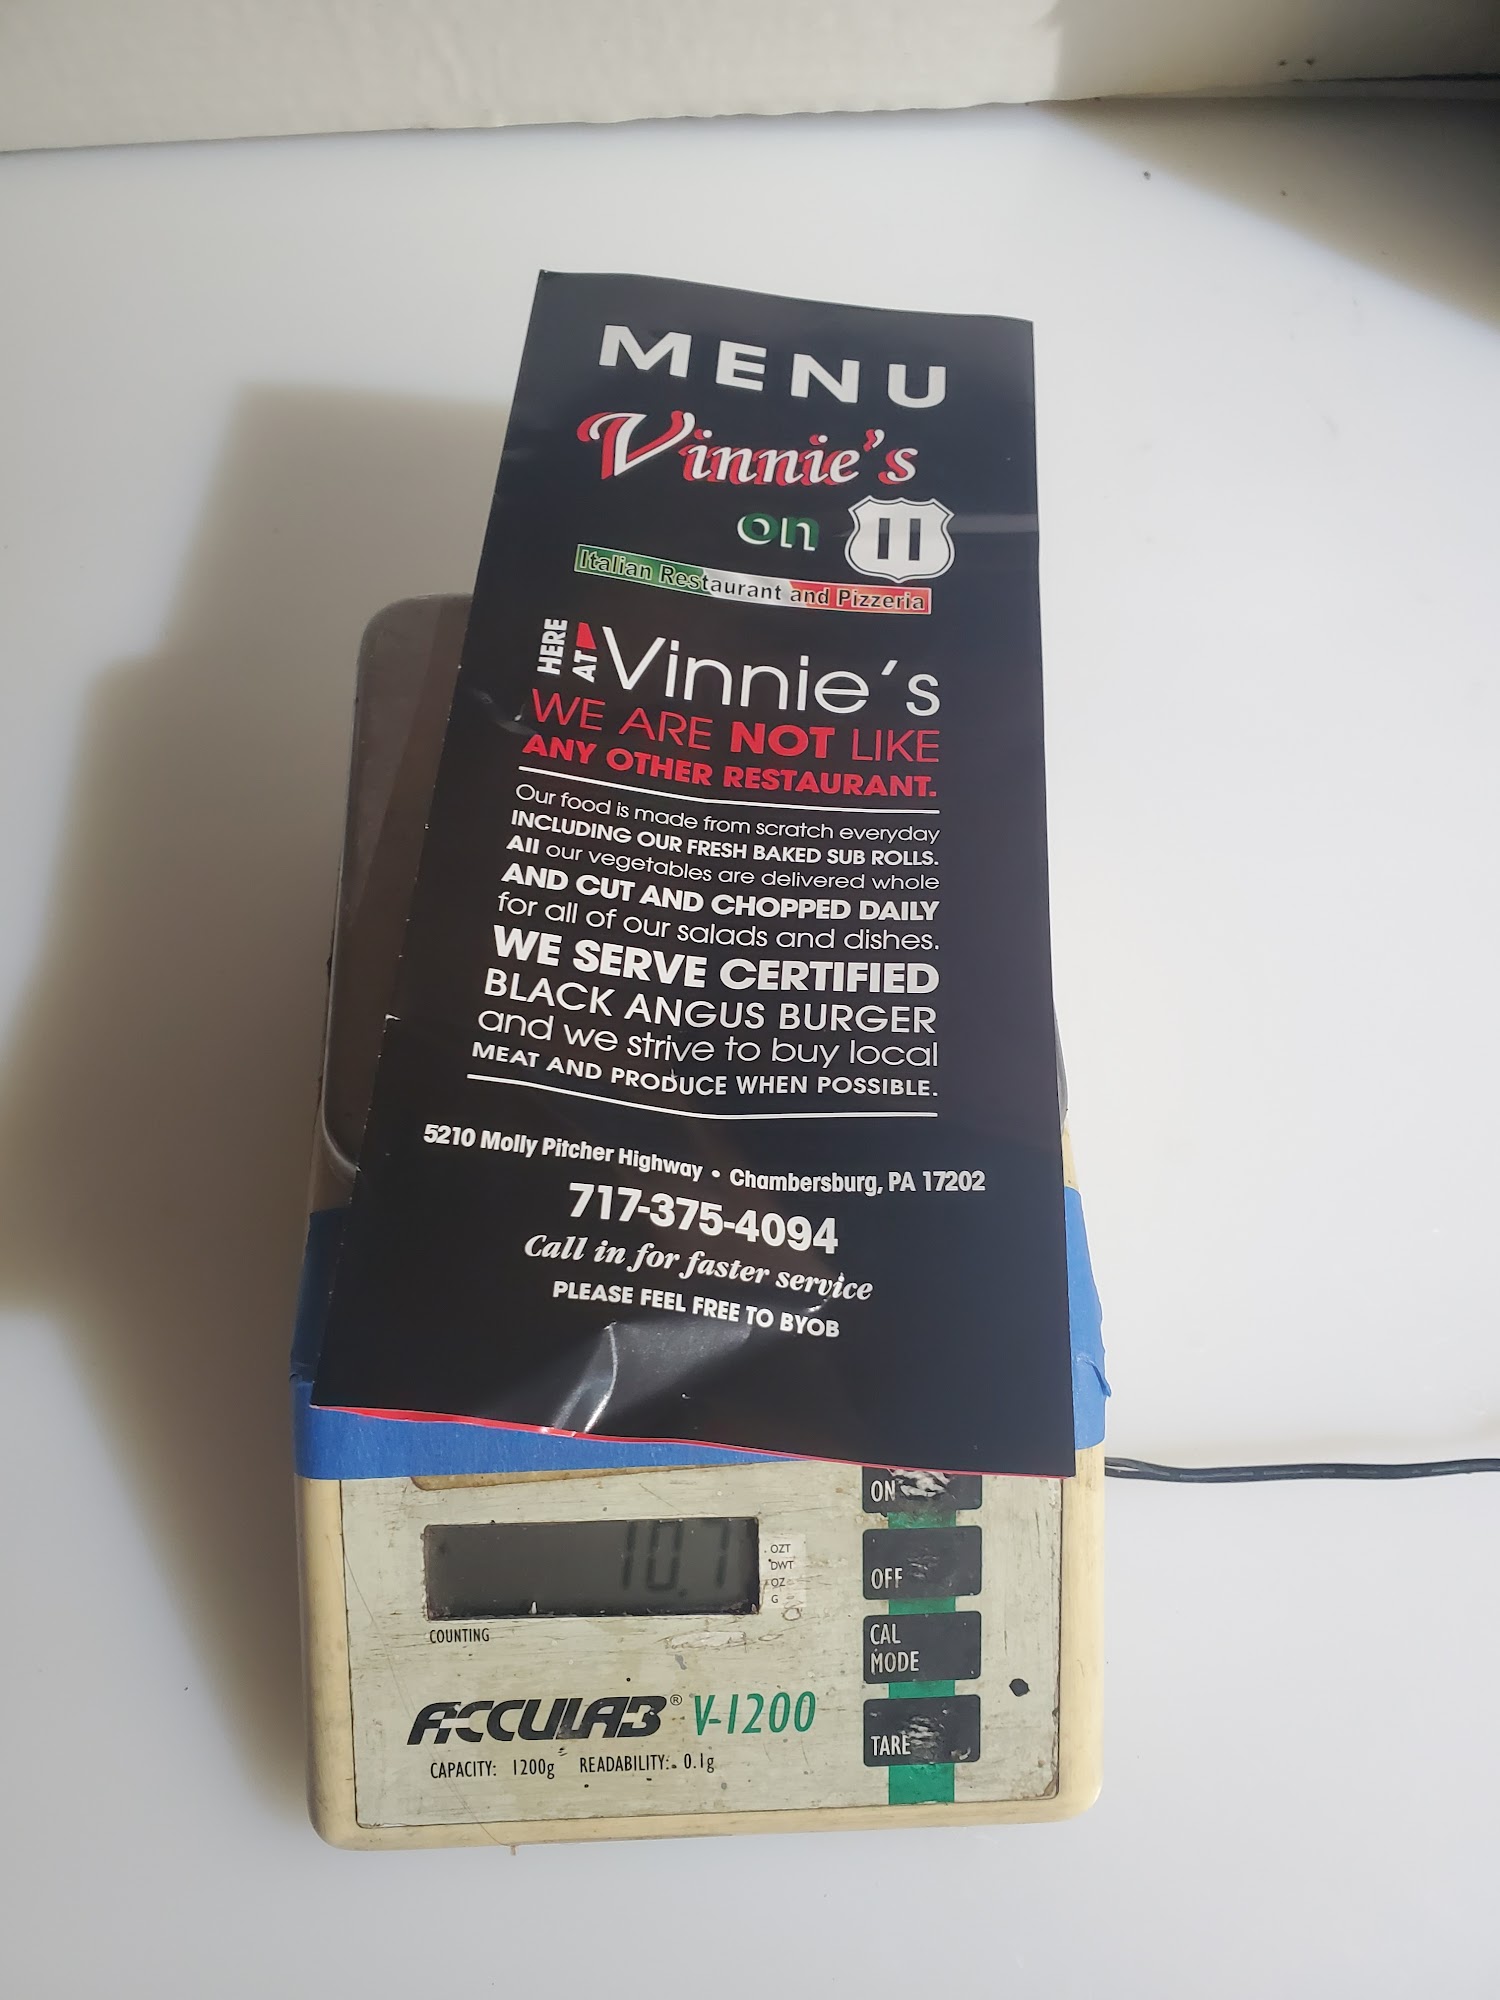 MENU
Vinnie's
on 11
Italian Restaurant and Pizzeria
HERE AT Vinnie's
WE ARE NOT LIKE
ANY OTHER RESTAURANT.
Our food is made from scratch everyday
INCLUDING OUR FRESH BAKED SUB ROLLS.
All our vegetables are delivered whole
AND CUT AND CHOPPED DAILY
for all of our salads and dishes.
WE SERVE CERTIFIED
BLACK ANGUS BURGER
and we strive to buy local
MEAT AND PRODUCE WHEN POSSIBLE.
5210 Molly Pitcher Highway • Chambersburg, PA 17202
717-375-4094
Call in for faster service
PLEASE FEEL FREE TO BYOB
ON
10.7
OZT
DWT
OZ
G
OFF
COUNTING
CAL
MODE
ACCULAB® V-1200
TARE
CAPACITY: 1200g READABILITY: 0.1g